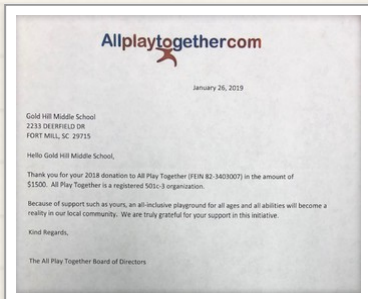 Allplaytogethercom
January 26, 2019
Gold Hill Middle School
2233 DEERFIELD DR
FORT MILL, SC 29715
Hello Gold Hill Middle School,
Thank you for your 2018 donation to All Play Together (FEIN 82-3403007) in the amount of
$1500. All Play Together is a registered 501c-3 organization.
Because of support such as yours, an all-inclusive playground for all ages and all abilities will become a
reality in our local community. We are truly grateful for your support in this initiative.
Kind Regards,
The All Play Together Board of Directors